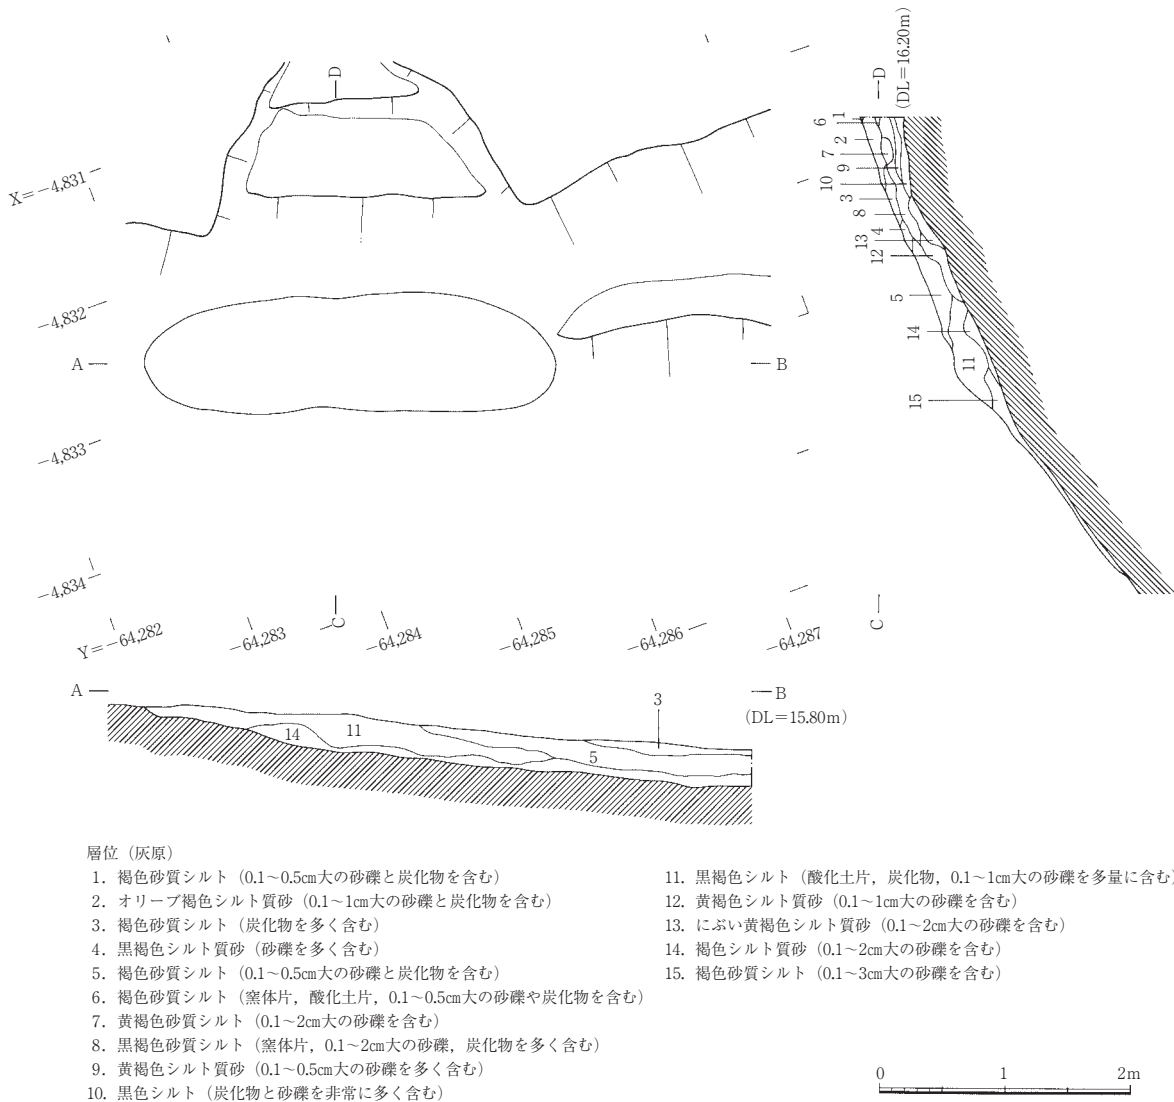 D
D
(DL=16.20m)
X=−4,831
−4,832
−4,833
−4,834
A
B
C
C
1
6
2
7
9
10
3
8
4
13
12
5
14
11
15
Y=−64,282
−64,283
−64,284
−64,285
−64,286
−64,287
A
B
(DL=15.80m)
3
14
11
5
層位（灰原）
1. 褐色砂質シルト（0.1～0.5㎝大の砂礫と炭化物を含む）
2. オリーブ褐色シルト質砂（0.1～1㎝大の砂礫と炭化物を含む）
3. 褐色砂質シルト（炭化物を多く含む）
4. 黒褐色シルト質砂（砂礫を多く含む）
5. 褐色砂質シルト（0.1～0.5㎝大の砂礫と炭化物を含む）
6. 褐色砂質シルト（窯体片，酸化土片，0.1～0.5㎝大の砂礫や炭化物を含む）
7. 黄褐色砂質シルト（0.1～2㎝大の砂礫を含む）
8. 黒褐色砂質シルト（窯体片，0.1～2㎝大の砂礫，炭化物を多く含む）
9. 黄褐色シルト質砂（0.1～0.5㎝大の砂礫を多く含む）
10. 黒色シルト（炭化物と砂礫を非常に多く含む）
11. 黒褐色シルト（酸化土片，炭化物，0.1～1㎝大の砂礫を多量に含む）
12. 黄褐色シルト質砂（0.1～1㎝大の砂礫を含む）
13. にぶい黄褐色シルト質砂（0.1～2㎝大の砂礫を含む）
14. 褐色シルト質砂（0.1～2㎝大の砂礫を含む）
15. 褐色砂質シルト（0.1～3㎝大の砂礫を含む）
0 1 2m